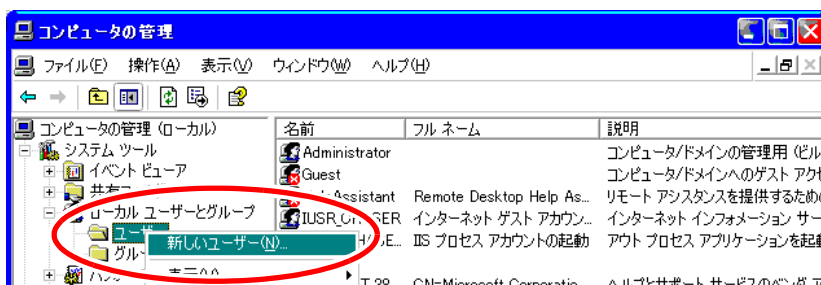 コンピュータの管理
ファイル(F) 操作(A) 表示(V) ウィンドウ(W) ヘルプ(H)
コンピュータの管理 (ローカル)
システム ツール
イベント ビューア
共有
ローカル ユーザーとグループ
ユーザー
グルー
新しいユーザー(N)...
表示(V)
名前 フル ネーム 説明
Administrator コンピュータ/ドメインの管理用 (ビル
Guest コンピュータ/ドメインへのゲスト アクセ
Assistant Remote Desktop Help As... リモート アシスタンスを提供するための
インターネット ゲスト アカウン... インターネット インフォメーション サー
IIS プロセス アカウントの起動 アウト プロセス アプリケーションを起動
CN=Microsoft Corporatio... ヘルプとサポート サービスのベンダ ア